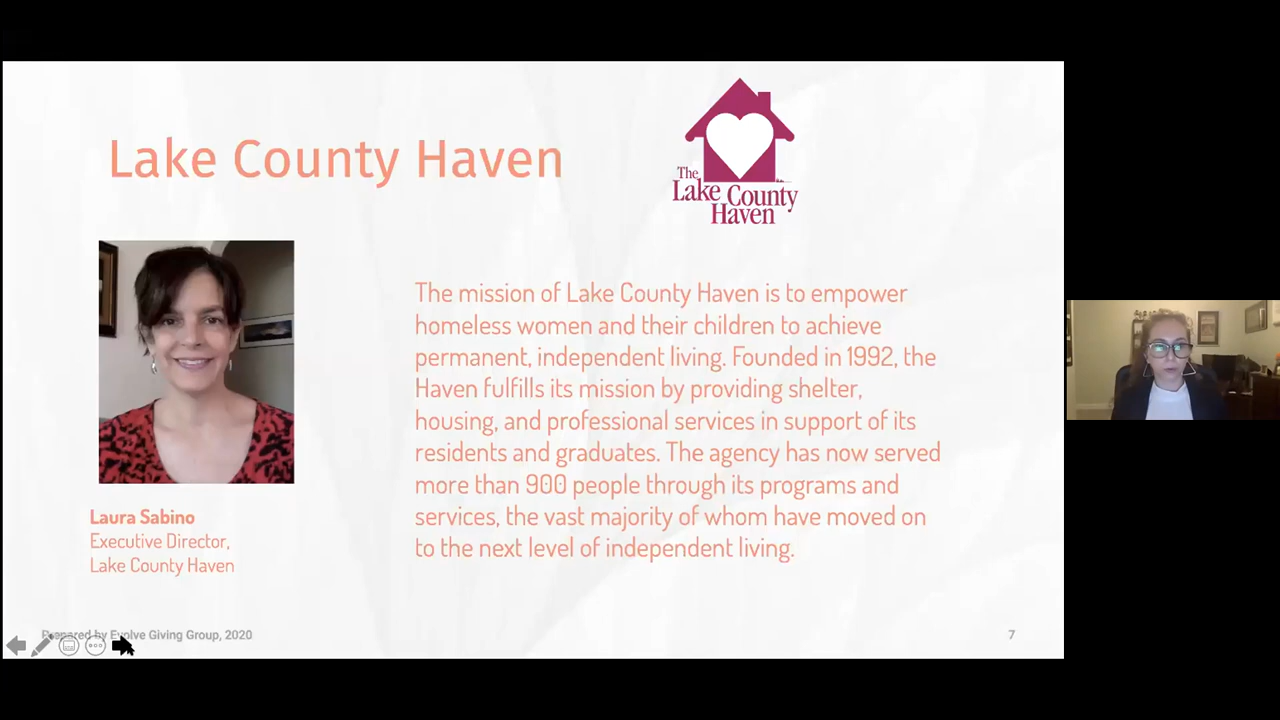 Lake County Haven
The
Lake County
Haven
The mission of Lake County Haven is to empower
homeless women and their children to achieve
permanent, independent living. Founded in 1992, the
Haven fulfills its mission by providing shelter,
housing, and professional services in support of its
residents and graduates. The agency has now served
more than 900 people through its programs and
services, the vast majority of whom have moved on
to the next level of independent living.
Laura Sabino
Executive Director,
Lake County Haven
Prepared by Evolve Giving Group, 2020
7